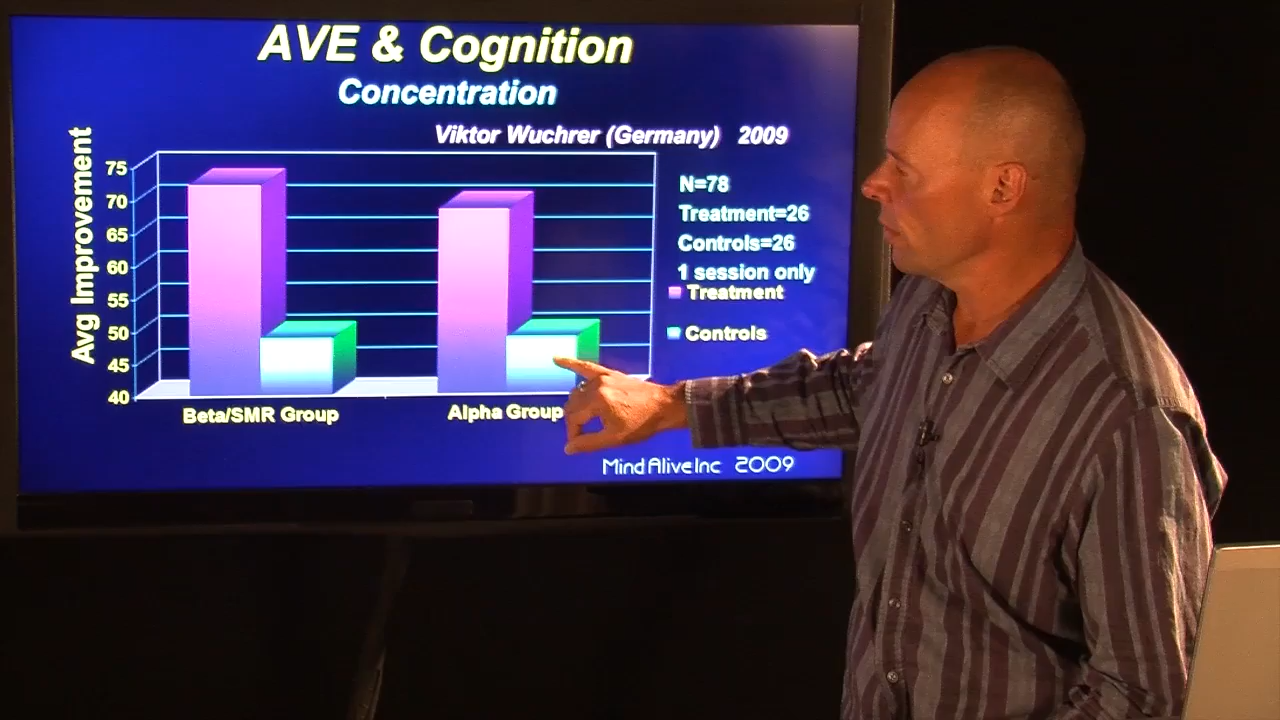 AVE & Cognition
Concentration
Viktor Wuchrer (Germany) 2009
Avg Improvement
75
70
65
60
55
50
45
40
Beta/SMR Group
Alpha Group
N=78
Treatment=26
Controls=26
1 session only
Treatment
Controls
Mind Alive Inc 2009